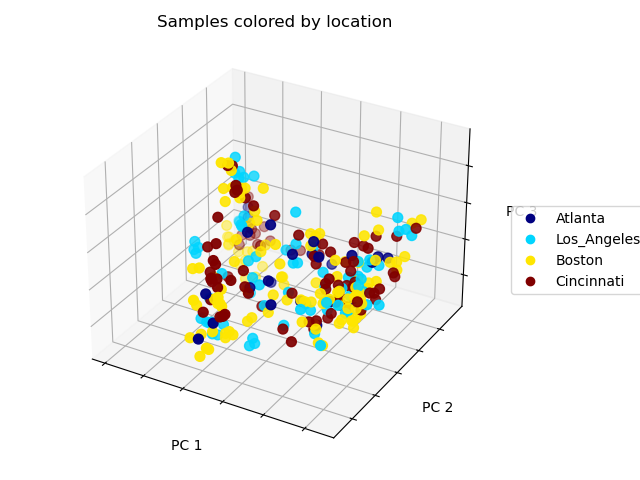 Samples colored by location
PC 3
Atlanta
Los_Angeles
Boston
Cincinnati
PC 2
PC 1